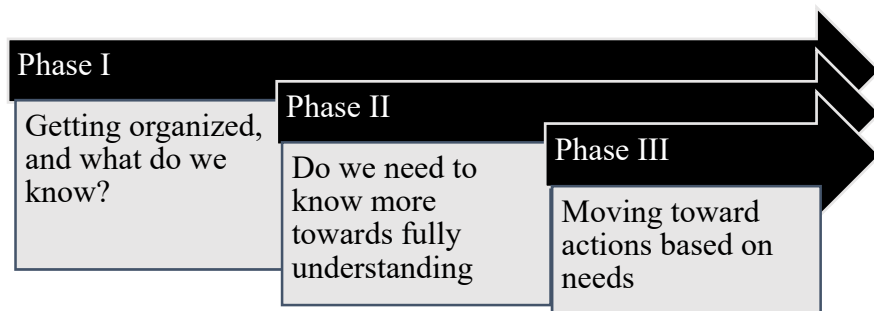 Phase I
Getting organized,
and what do we
know?
Phase II
Do we need to
know more
towards fully
understanding
Phase III
Moving toward
actions based on
needs